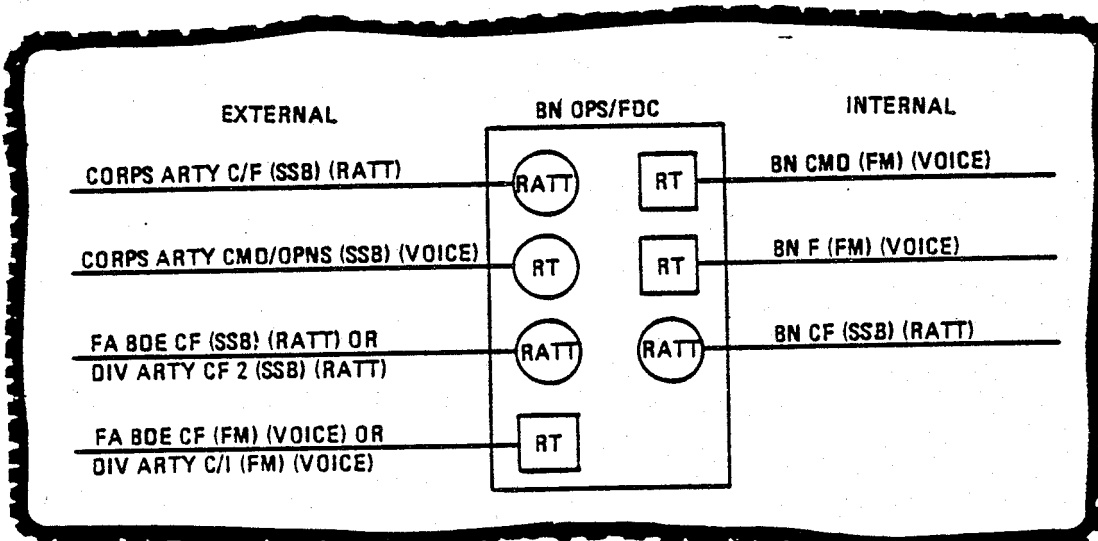 EXTERNAL
BN OPS/FDC
INTERNAL
CORPS ARTY C/F (SSB) (RATT)
RATT
RT
BN CMD (FM) (VOICE)
CORPS ARTY CMD/OPNS (SSB) (VOICE)
RT
RT
BN F (FM) (VOICE)
FA BDE CF (SSB) (RATT) OR
DIV ARTY CF 2 (SSB) (RATT)
RATT
RATT
BN CF (SSB) (RATT)
FA BDE CF (FM) (VOICE) OR
DIV ARTY C/I (FM) (VOICE)
RT